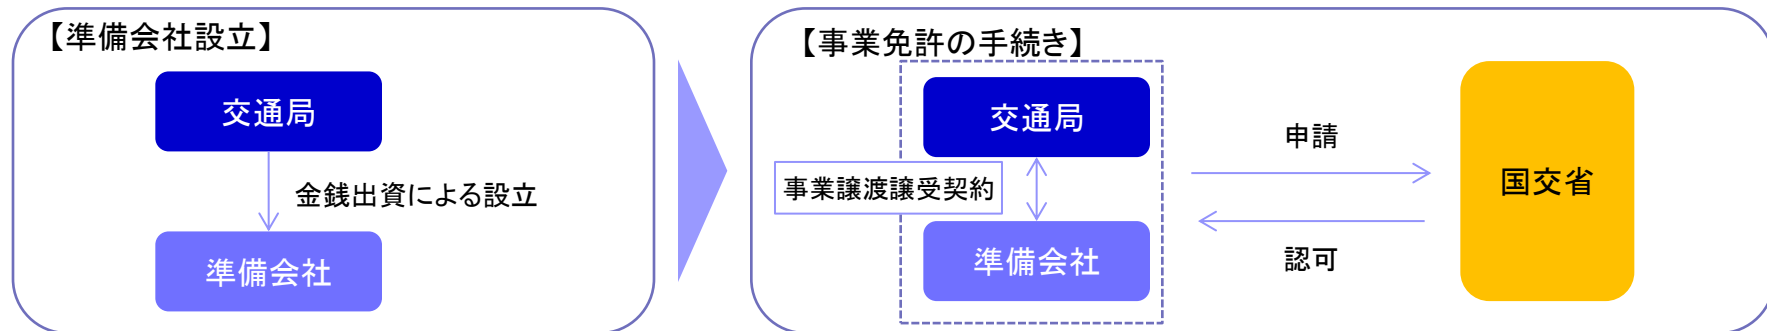 【準備会社設立】
交通局
金銭出資による設立
準備会社
【事業免許の手続き】
交通局
事業譲渡譲受契約
準備会社
申請
認可
国交省